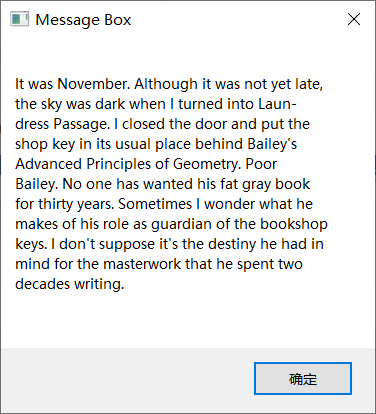 Message Box
It was November. Although it was not yet late,
the sky was dark when I turned into Laun-
dress Passage. I closed the door and put the
shop key in its usual place behind Bailey's
Advanced Principles of Geometry. Poor
Bailey. No one has wanted his fat gray book
for thirty years. Sometimes I wonder what he
makes of his role as guardian of the bookshop
keys. I don't suppose it's the destiny he had in
mind for the masterwork that he spent two
decades writing.
确定